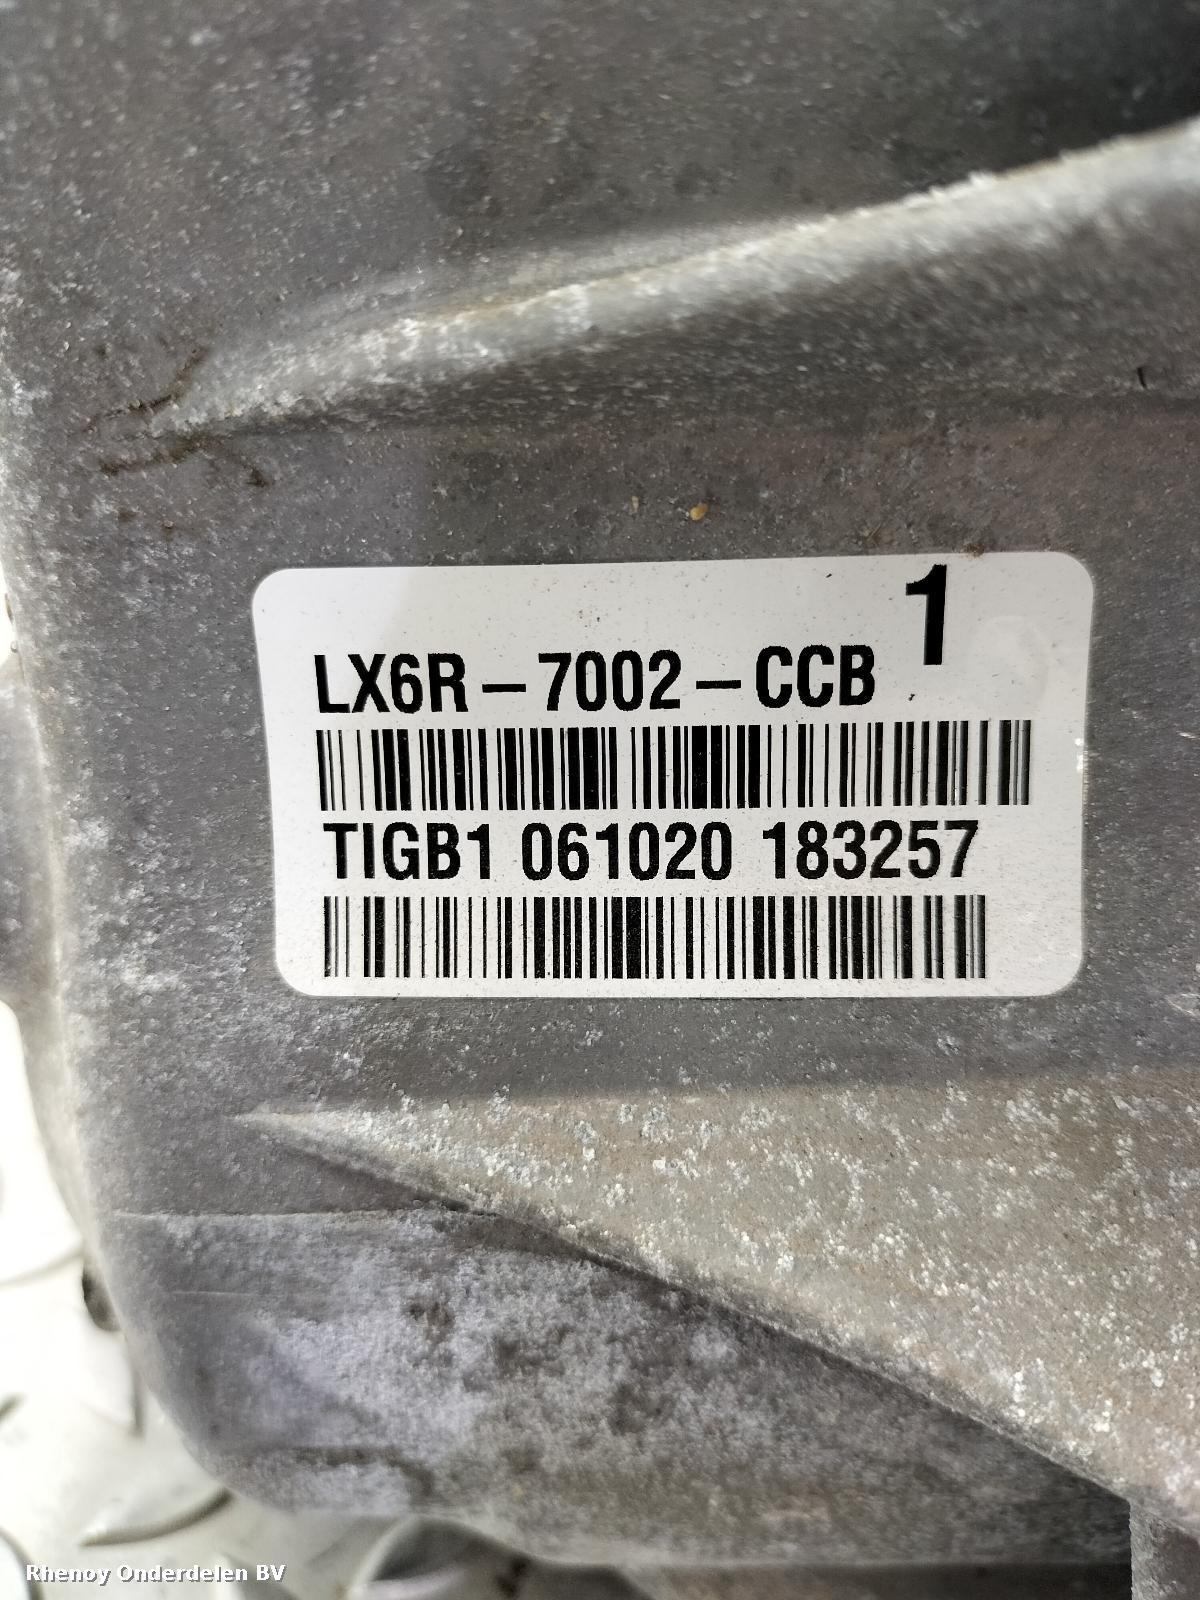 1
LX6R-7002-CCB
TIGB1 061020 183257
Rhenoy Onderdelen BV